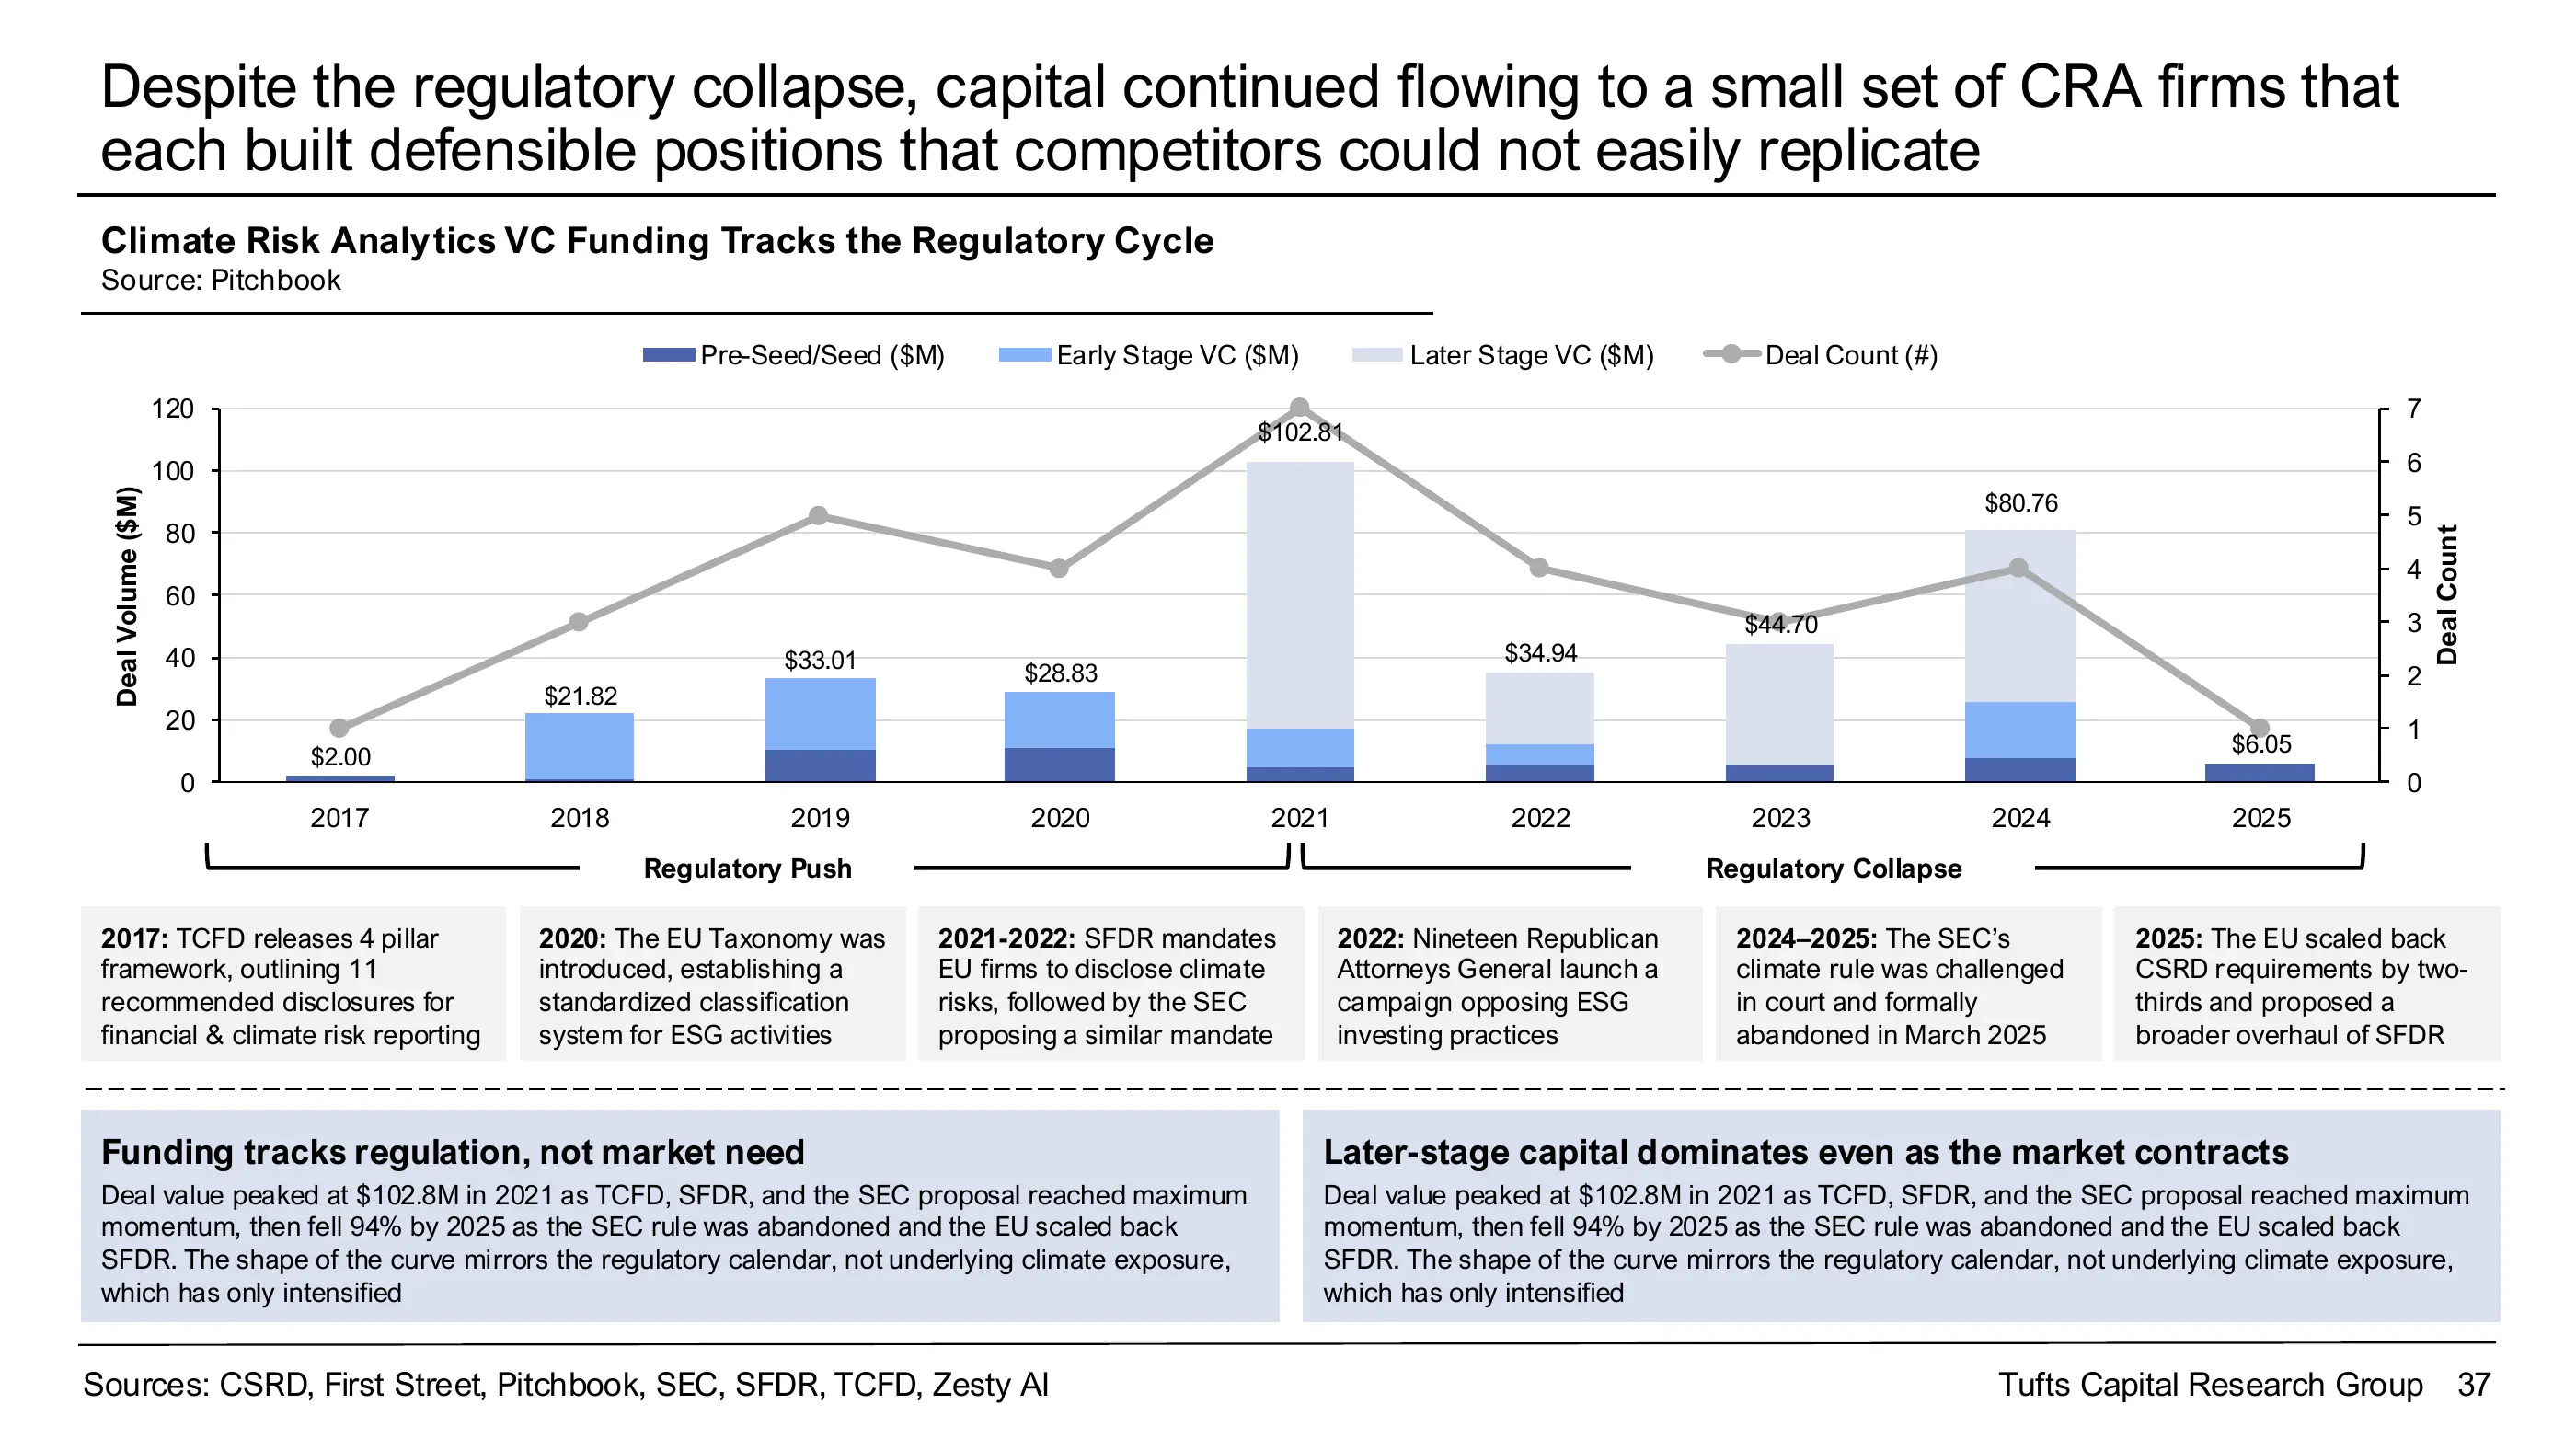 Despite the regulatory collapse, capital continued flowing to a small set of CRA firms that
each built defensible positions that competitors could not easily replicate
Climate Risk Analytics VC Funding Tracks the Regulatory Cycle
Source: Pitchbook
Pre-Seed/Seed ($M)
Early Stage VC ($M)
Later Stage VC ($M)
Deal Count (#)
Deal Volume ($M)
120
100
80
60
40
20
0
$2.00
$21.82
$33.01
$28.83
$102.81
$34.94
$44.70
$80.76
$6.05
7
6
5
4
3
2
1
0
Deal Count
2017
2018
2019
2020
2021
2022
2023
2024
2025
Regulatory Push
Regulatory Collapse
2017: TCFD releases 4 pillar
framework, outlining 11
recommended disclosures for
financial & climate risk reporting
2020: The EU Taxonomy was
introduced, establishing a
standardized classification
system for ESG activities
2021-2022: SFDR mandates
EU firms to disclose climate
risks, followed by the SEC
proposing a similar mandate
2022: Nineteen Republican
Attorneys General launch a
campaign opposing ESG
investing practices
2024–2025: The SEC’s
climate rule was challenged
in court and formally
abandoned in March 2025
2025: The EU scaled back
CSRD requirements by two-
thirds and proposed a
broader overhaul of SFDR
Funding tracks regulation, not market need
Deal value peaked at $102.8M in 2021 as TCFD, SFDR, and the SEC proposal reached maximum
momentum, then fell 94% by 2025 as the SEC rule was abandoned and the EU scaled back
SFDR. The shape of the curve mirrors the regulatory calendar, not underlying climate exposure,
which has only intensified
Later-stage capital dominates even as the market contracts
Deal value peaked at $102.8M in 2021 as TCFD, SFDR, and the SEC proposal reached maximum
momentum, then fell 94% by 2025 as the SEC rule was abandoned and the EU scaled back
SFDR. The shape of the curve mirrors the regulatory calendar, not underlying climate exposure,
which has only intensified
Sources: CSRD, First Street, Pitchbook, SEC, SFDR, TCFD, Zesty AI
Tufts Capital Research Group 37